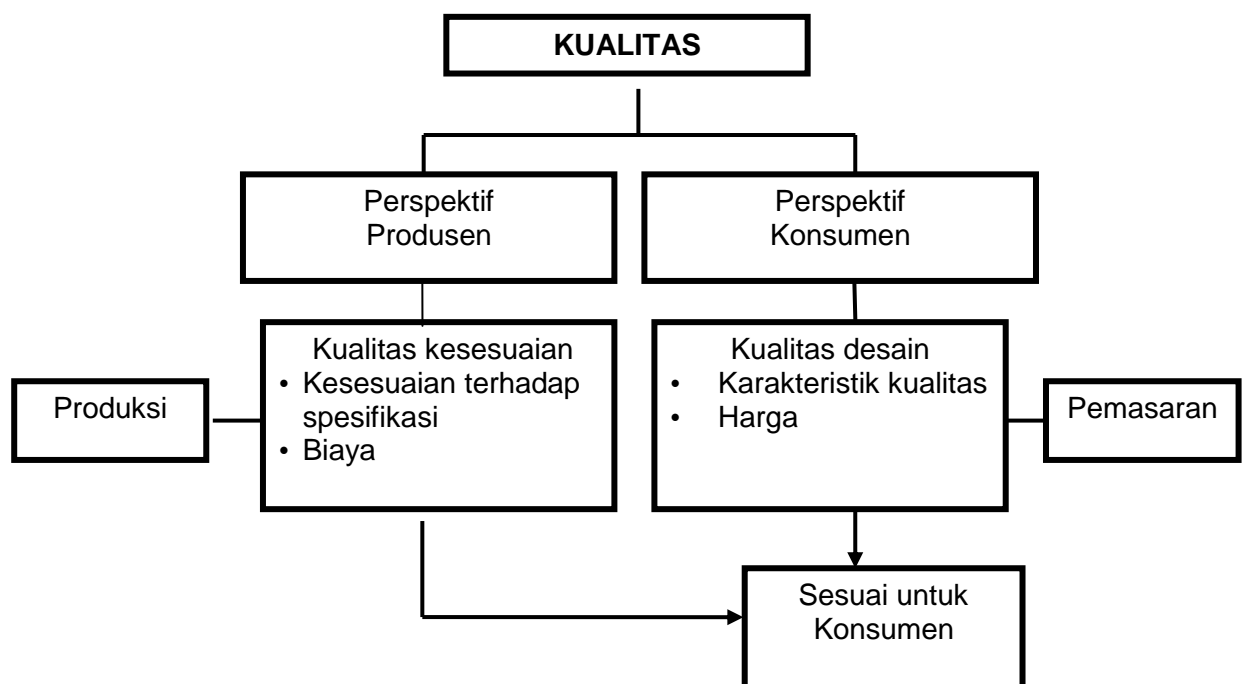 KUALITAS
Perspektif
Produsen
Perspektif
Konsumen
Produksi
Kualitas kesesuaian
• Kesesuaian terhadap
spesifikasi
• Biaya
Kualitas desain
• Karakteristik kualitas
• Harga
Pemasaran
Sesuai untuk
Konsumen